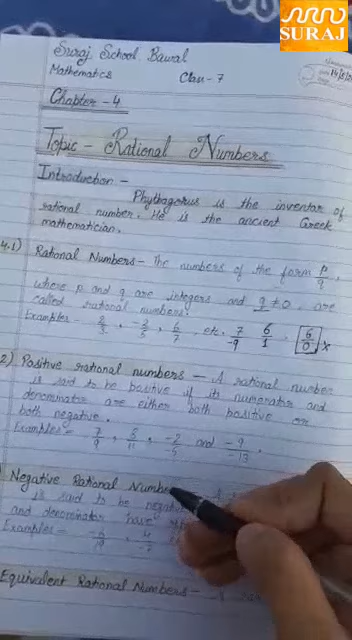 SURAJ
Suraj School Bawal
Mathematics Class - 7
Chapter - 4
Topic - Rational Numbers
Introduction -
Phythagorus is the inventor of
rational number. He is the ancient Greek
mathematician.
4.1) Rational Numbers - The numbers of the form p/q,
where p and q are integers and q ≠ 0, are
called rational numbers.
Examples - 2/3, -3/5, 6/7, etc. 7/-9 6/1, 6/0 x
2) Positive rational numbers - A rational number
is said to be positive if its numerator and
denominator are either both positive or
both negative.
Examples - 7/9, 5/11, -2/-5 and -9/-13.
Negative Rational Number
is said to be negative
and denominator have
Examples - 4/-7
Equivalent Rational Numbers -